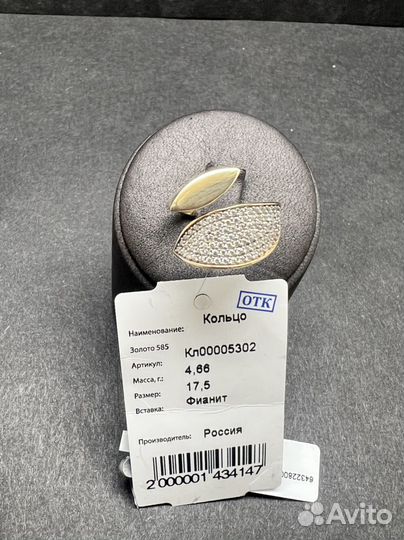 ОТК
Наименование: Кольцо
Золото 585
Артикул: Кл00005302
Масса, г.: 4,66
Размер: 17,5
Вставка: Фианит
Производитель: Россия
2 000001 434147
6432280
Avito